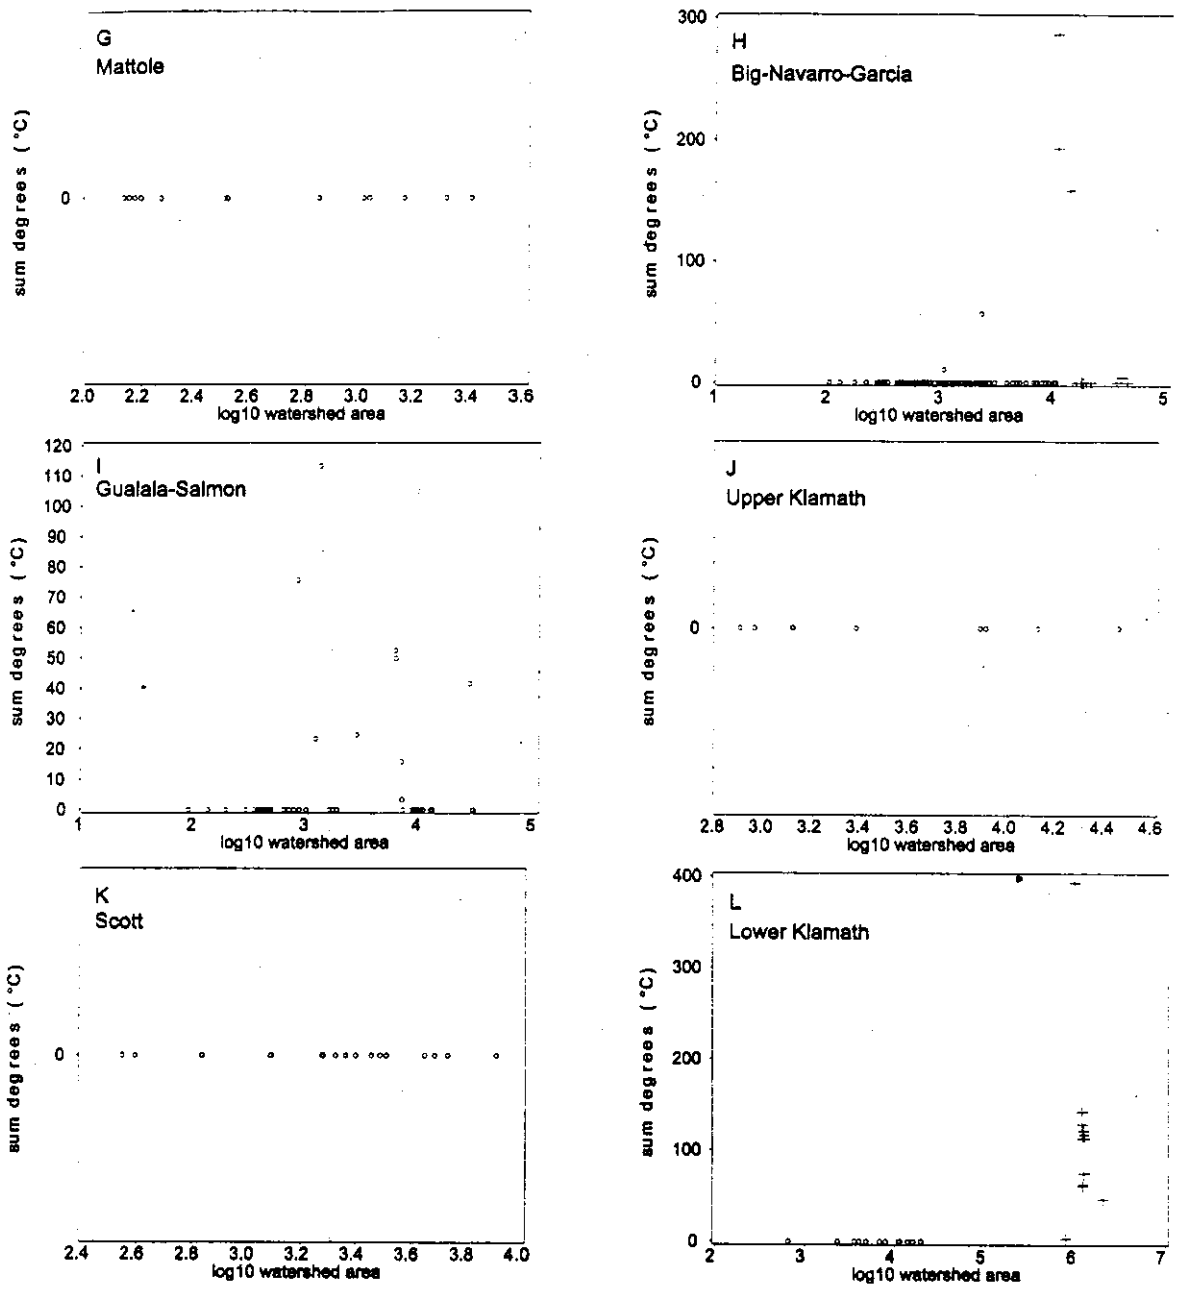 G
Mattole
sum degrees (°C)
0
2.0 2.2 2.4 2.6 2.8 3.0 3.2 3.4 3.6
log10 watershed area
H
Big-Navarro-Garcia
sum degrees (°C)
300
200
100
0
1 2 3 4 5
log10 watershed area
I
Gualala-Salmon
sum degrees (°C)
120
110
100
90
80
70
60
50
40
30
20
10
0
1 2 3 4 5
log10 watershed area
J
Upper Klamath
sum degrees (°C)
0
2.8 3.0 3.2 3.4 3.6 3.8 4.0 4.2 4.4 4.6
log10 watershed area
K
Scott
sum degrees (°C)
0
2.4 2.6 2.8 3.0 3.2 3.4 3.6 3.8 4.0
log10 watershed area
L
Lower Klamath
sum degrees (°C)
400
300
200
100
0
2 3 4 5 6 7
log10 watershed area